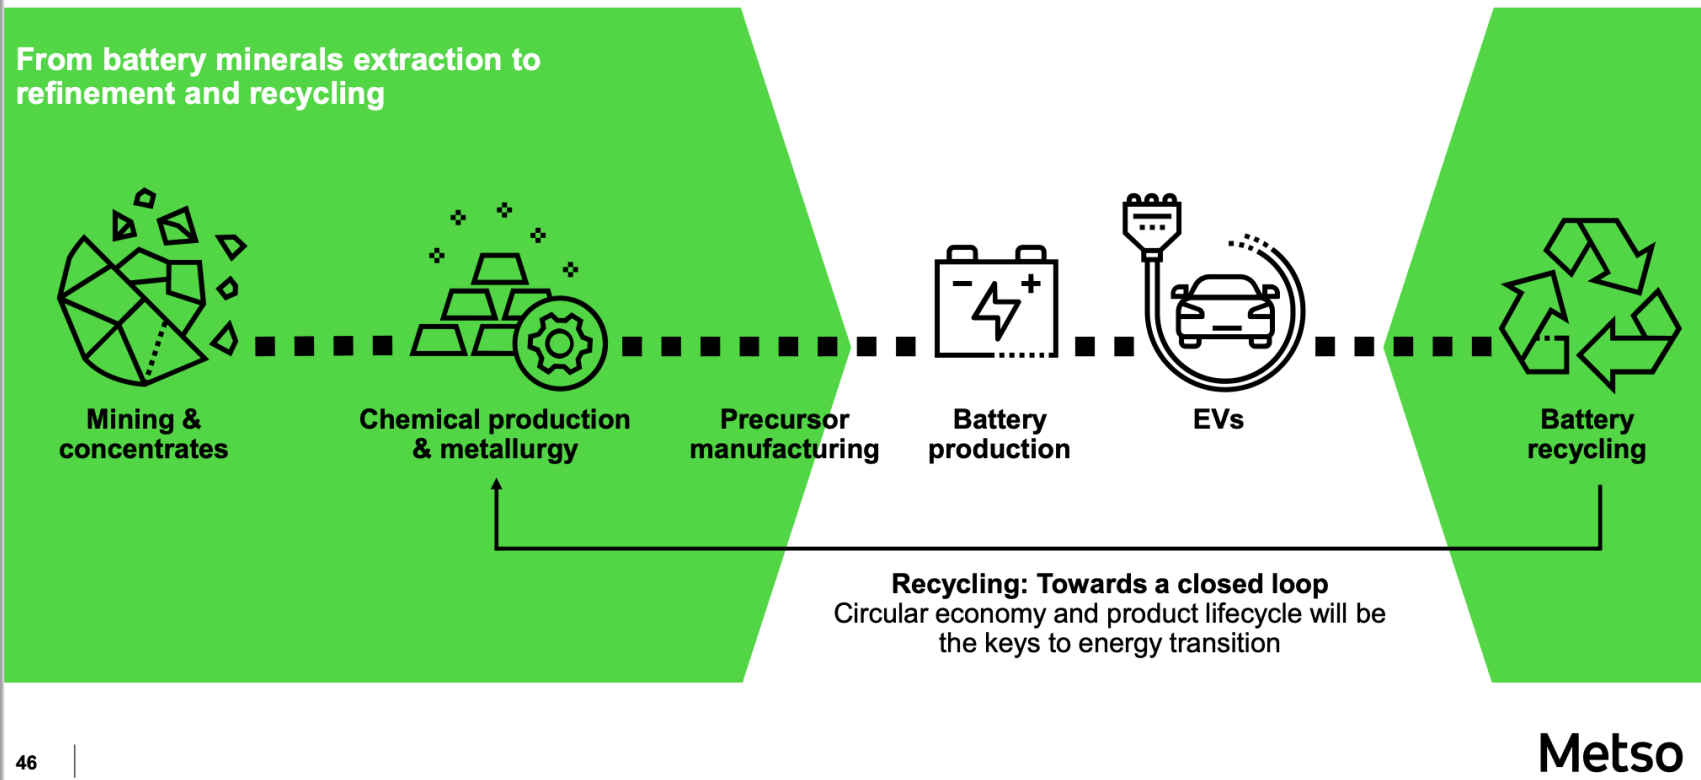 From battery minerals extraction to
refinement and recycling
Mining &
concentrates
Chemical production
& metallurgy
Precursor
manufacturing
Battery
production
EVs
Battery
recycling
Recycling: Towards a closed loop
Circular economy and product lifecycle will be
the keys to energy transition
46
Metso